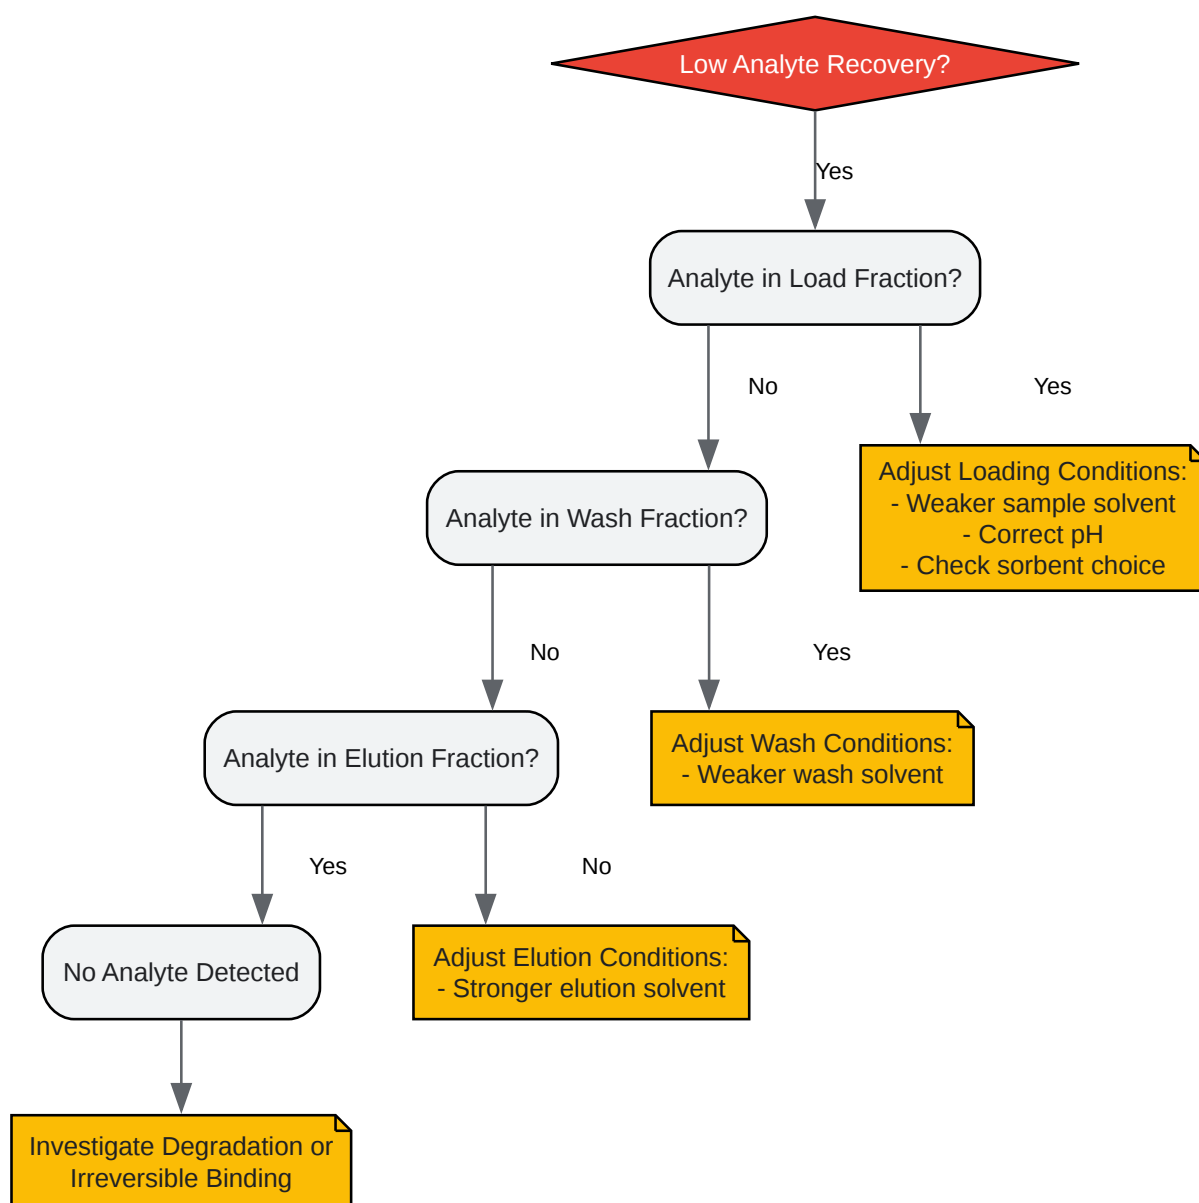 Low Analyte Recovery?
Yes
Analyte in Load Fraction?
No
Yes
Adjust Loading Conditions:
- Weaker sample solvent
- Correct pH
- Check sorbent choice
Analyte in Wash Fraction?
No
Yes
Analyte in Elution Fraction?
Adjust Wash Conditions:
- Weaker wash solvent
Yes
No
No Analyte Detected
Adjust Elution Conditions:
- Stronger elution solvent
Investigate Degradation or
Irreversible Binding